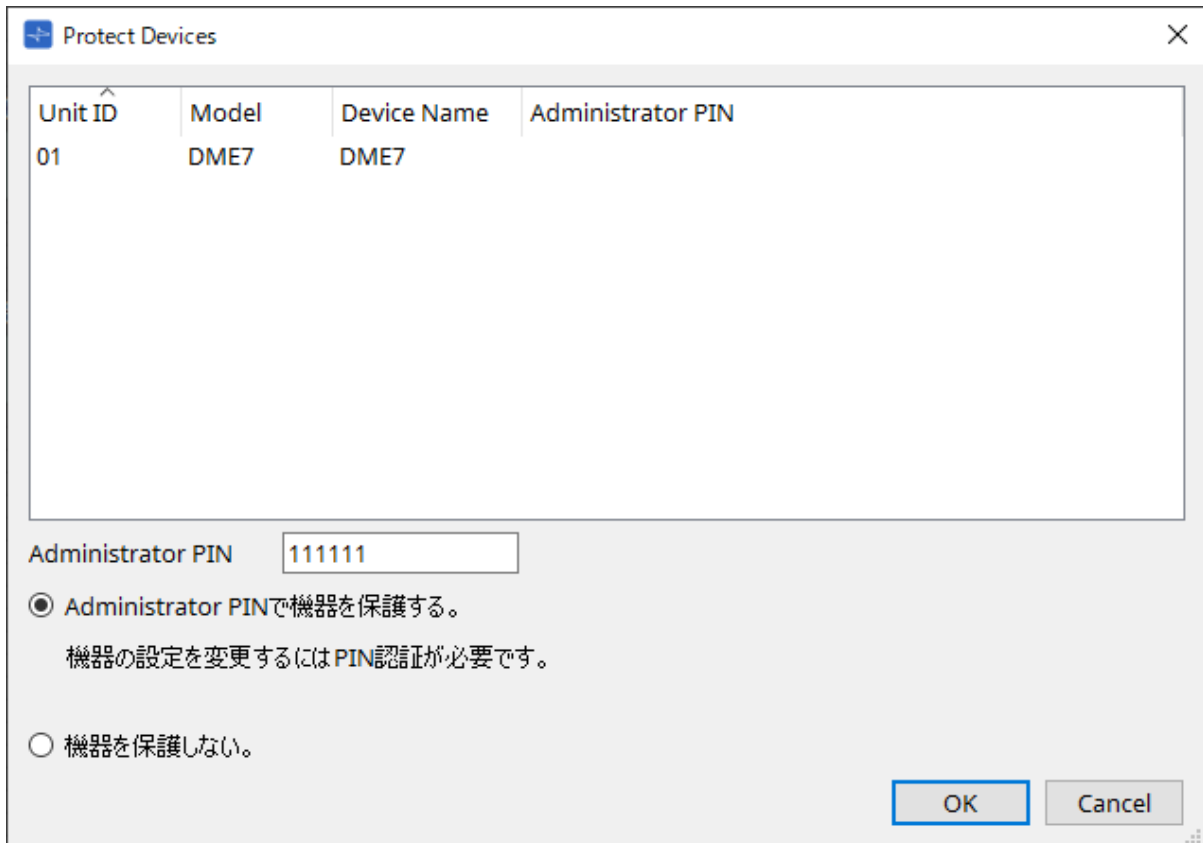 Protect Devices
Unit ID Model Device Name Administrator PIN
01 DME7 DME7
Administrator PIN 111111
Administrator PINで機器を保護する。
機器の設定を変更するにはPIN認証が必要です。
機器を保護しない。
OK Cancel